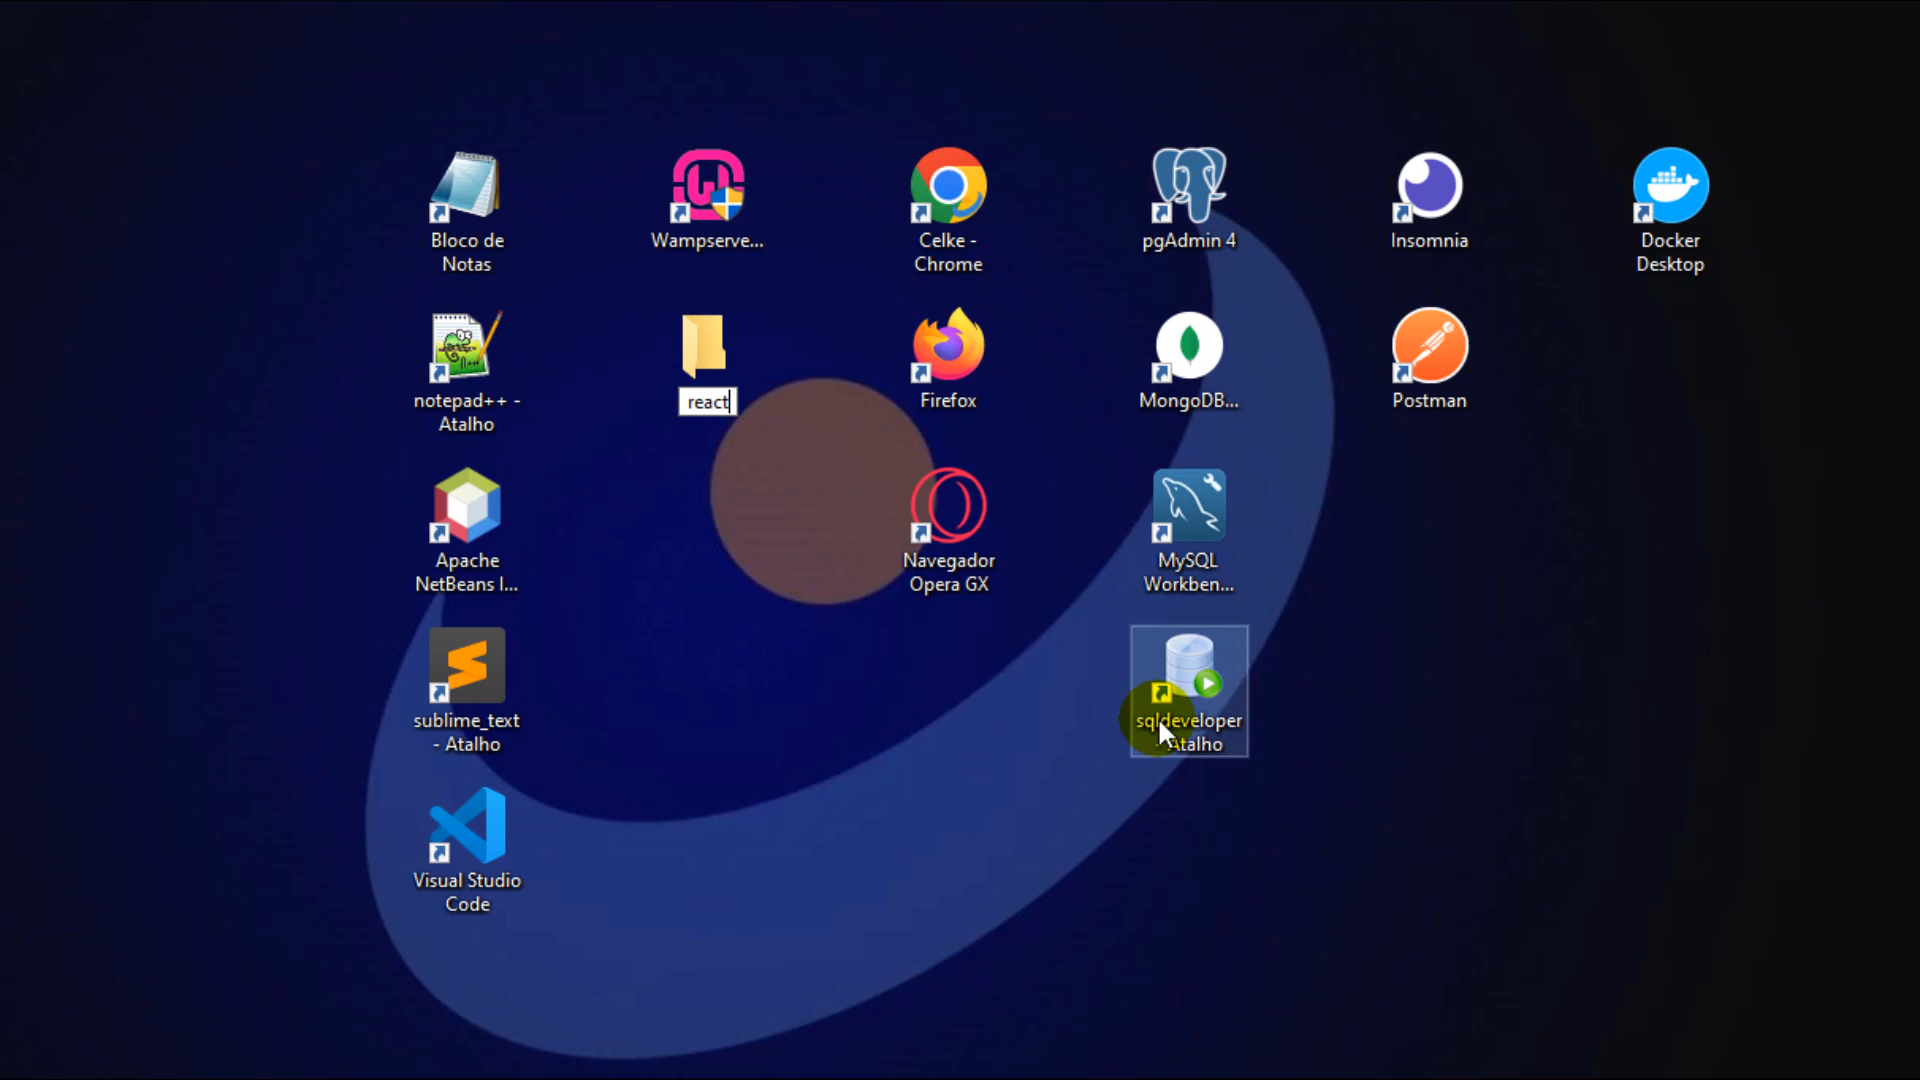 Bloco de
Notas
Wampserve...
Celke -
Chrome
pgAdmin 4
Insomnia
Docker
Desktop
notepad++ -
Atalho
react
Firefox
MongoDB...
Postman
Apache
NetBeans I...
Navegador
Opera GX
MySQL
Workben...
sublime_text
- Atalho
sqldeveloper
- Atalho
Visual Studio
Code